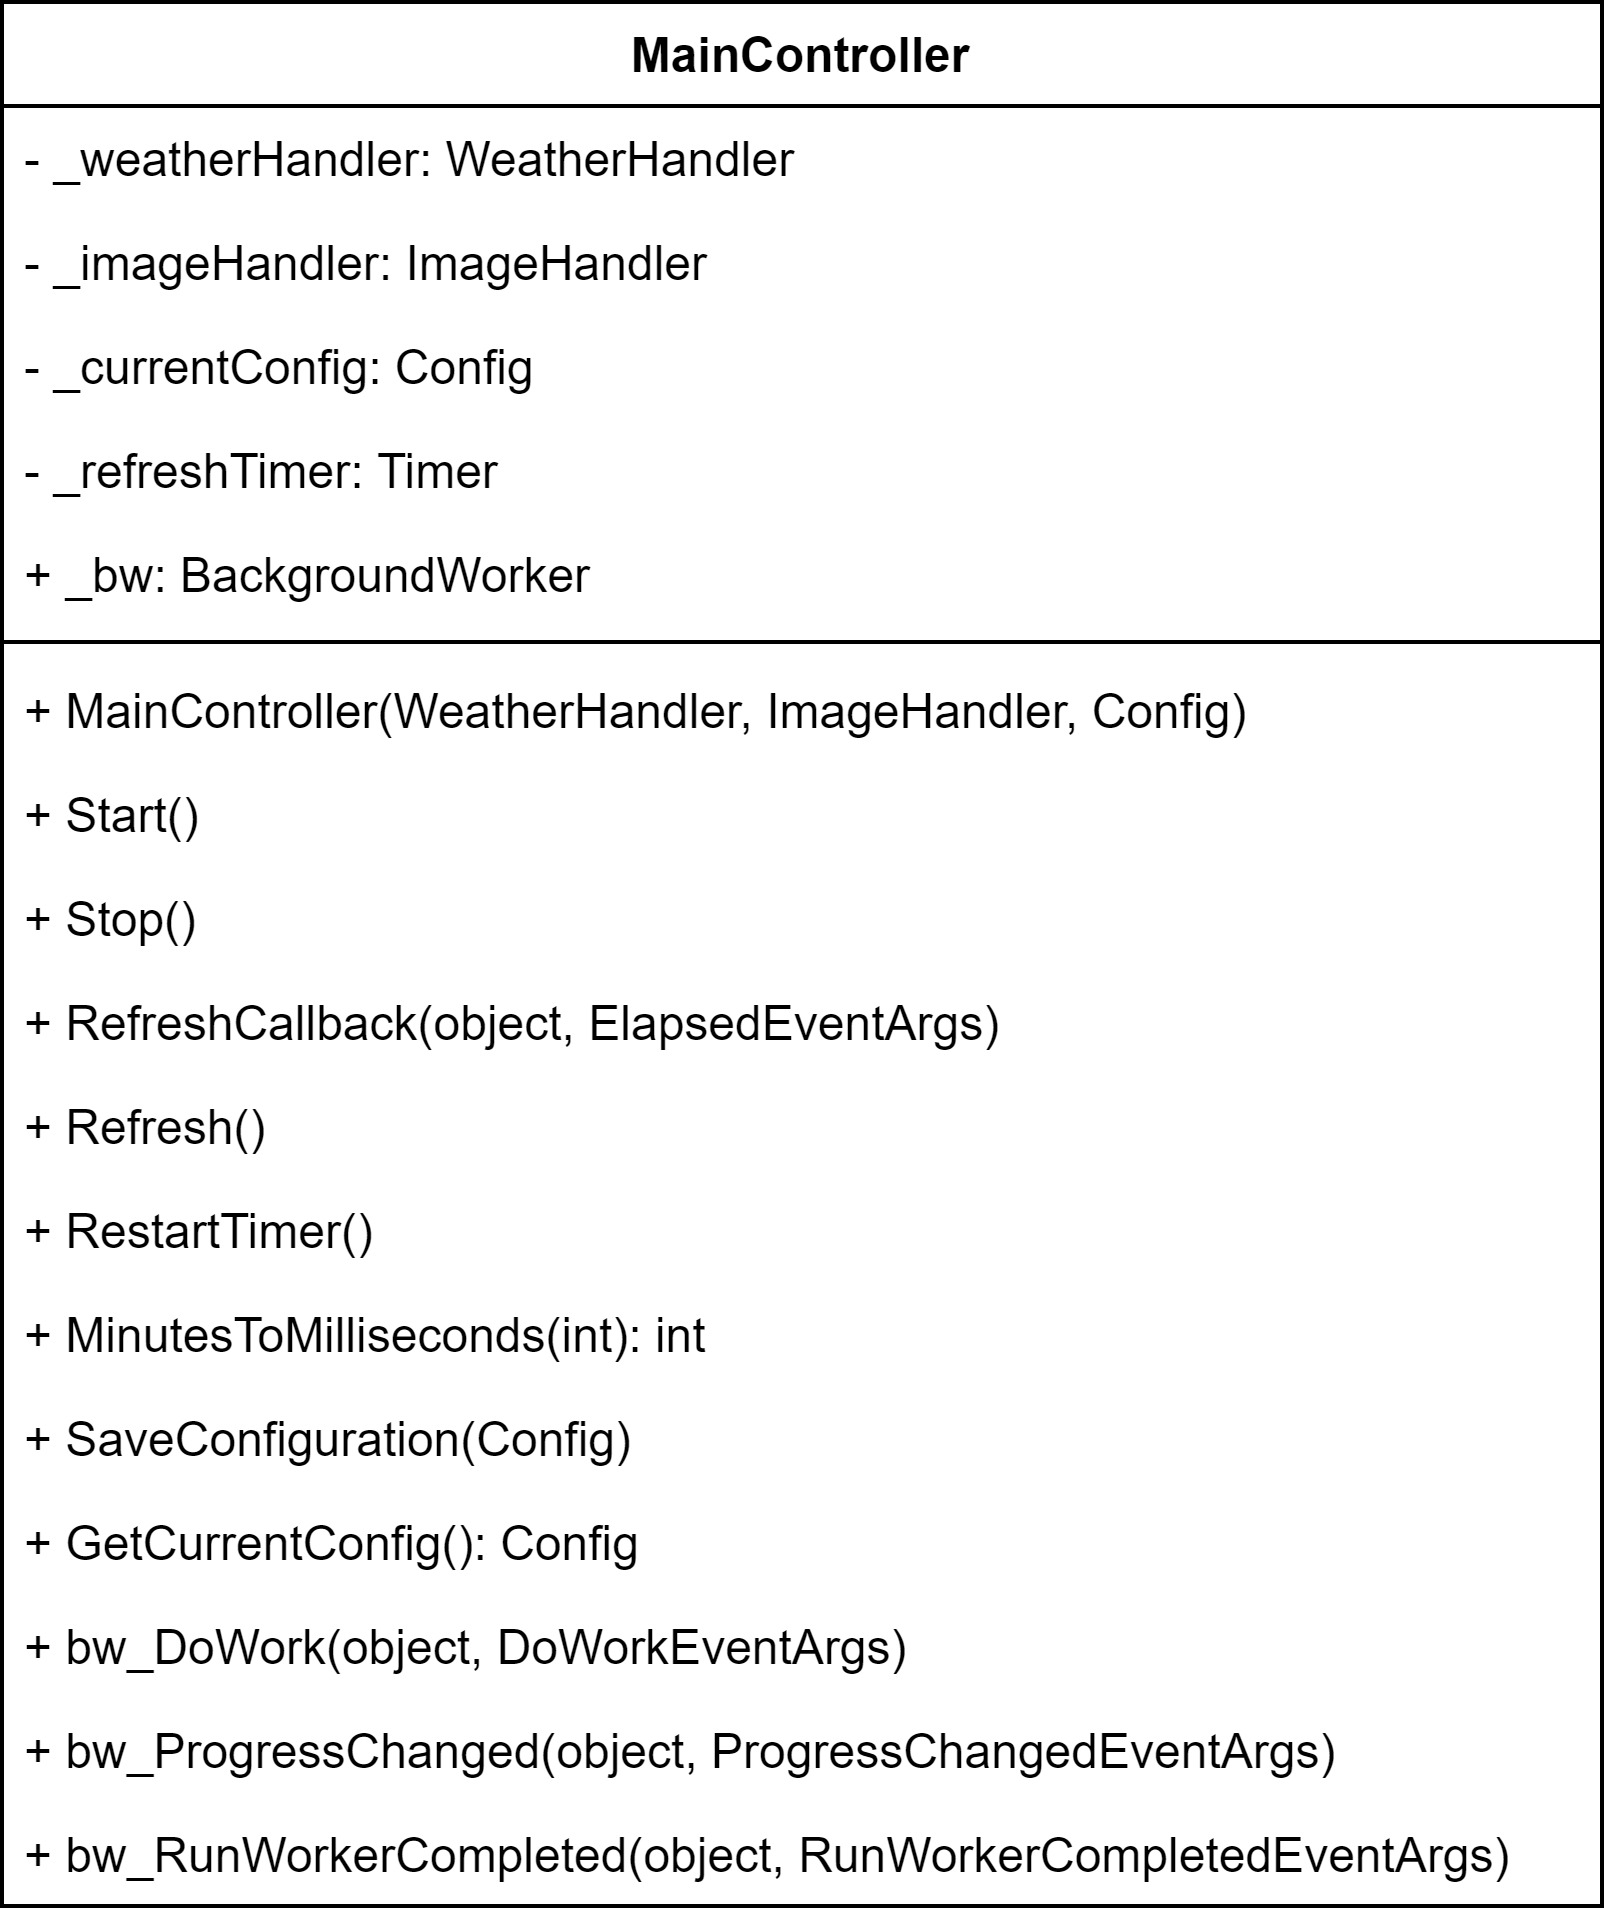 MainController
- _weatherHandler: WeatherHandler
- _imageHandler: ImageHandler
- _currentConfig: Config
- _refreshTimer: Timer
+ _bw: BackgroundWorker
+ MainController(WeatherHandler, ImageHandler, Config)
+ Start()
+ Stop()
+ RefreshCallback(object, ElapsedEventArgs)
+ Refresh()
+ RestartTimer()
+ MinutesToMilliseconds(int): int
+ SaveConfiguration(Config)
+ GetCurrentConfig(): Config
+ bw_DoWork(object, DoWorkEventArgs)
+ bw_ProgressChanged(object, ProgressChangedEventArgs)
+ bw_RunWorkerCompleted(object, RunWorkerCompletedEventArgs)